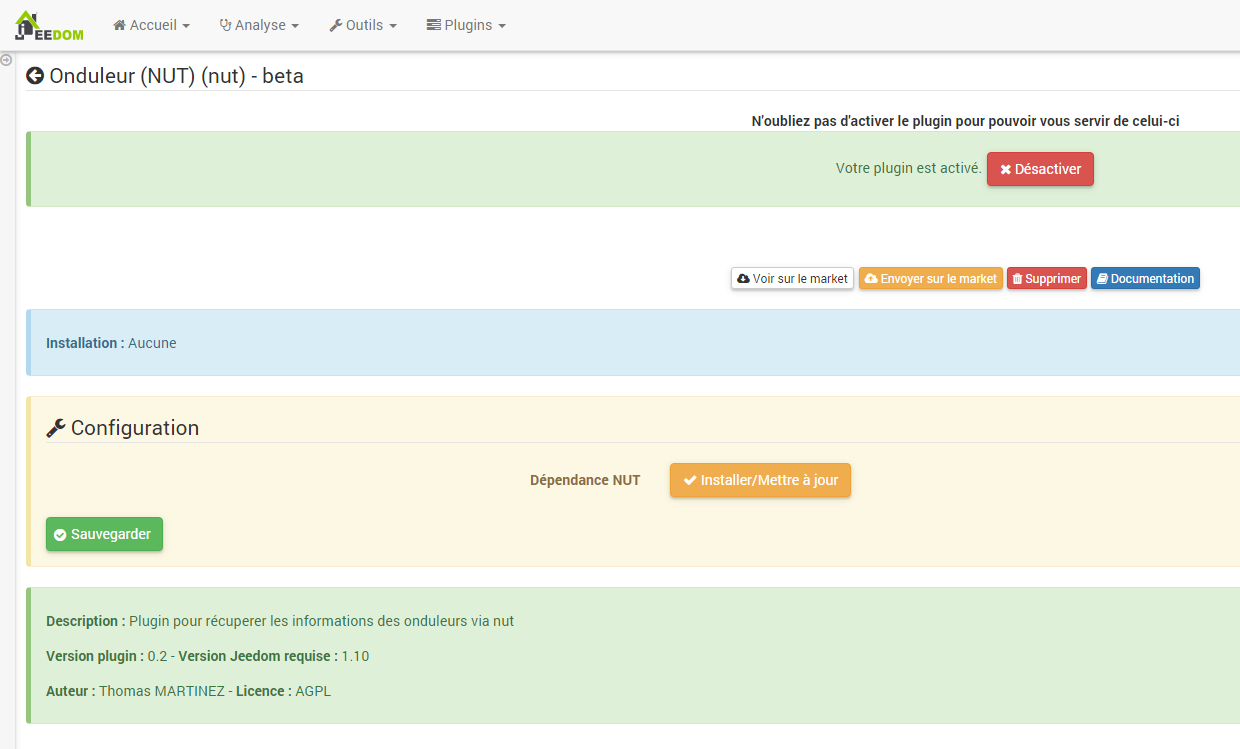 JEEDOM Accueil Analyse Outils Plugins
Onduleur (NUT) (nut) - beta
N'oubliez pas d'activer le plugin pour pouvoir vous servir de celui-ci
Votre plugin est activé. Désactiver
Voir sur le market Envoyer sur le market Supprimer Documentation
Installation : Aucune
Configuration
Dépendance NUT Installer/Mettre à jour
Sauvegarder
Description : Plugin pour récuperer les informations des onduleurs via nut
Version plugin : 0.2 - Version Jeedom requise : 1.10
Auteur : Thomas MARTINEZ - Licence : AGPL